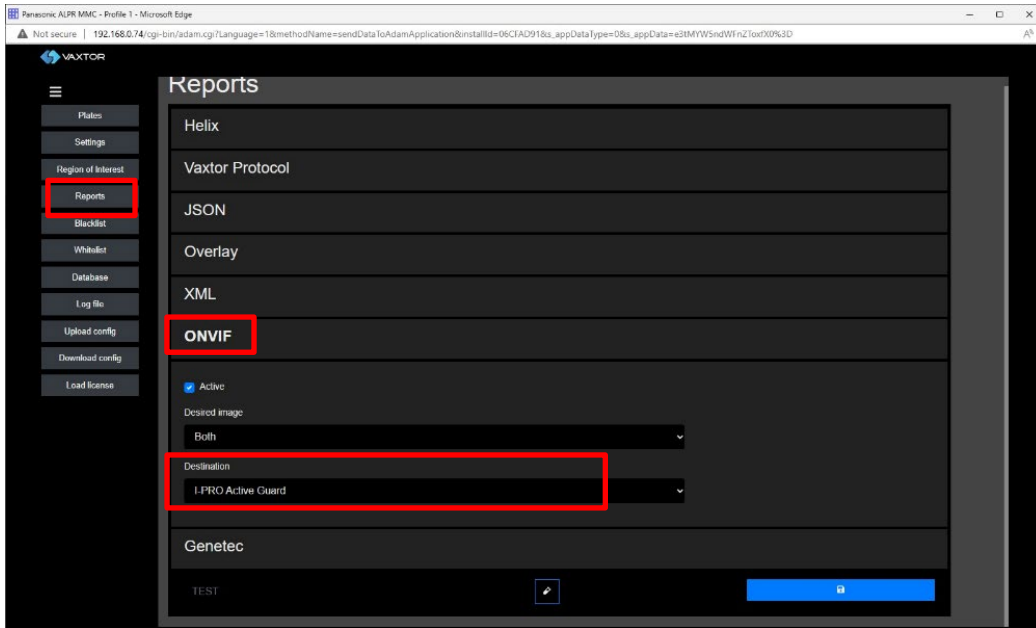 Panasonic ALPR MMC - Profile 1 - Microsoft Edge
Not secure | 192.168.0.74/cgi-bin/adam.cgi?Language=1&methodName=sendDataToAdamApplication&installId=06CFAD91&s_appDataType=0&s_appData=e3tMYW5ndWFnZToxfX0%3D
VAXTOR
Reports
Plates
Settings
Region of Interest
Reports
Blacklist
Whitelist
Database
Log file
Upload config
Download config
Load license
Helix
Vaxtor Protocol
JSON
Overlay
XML
ONVIF
Active
Desired image
Both
Destination
I-PRO Active Guard
Genetec
TEST